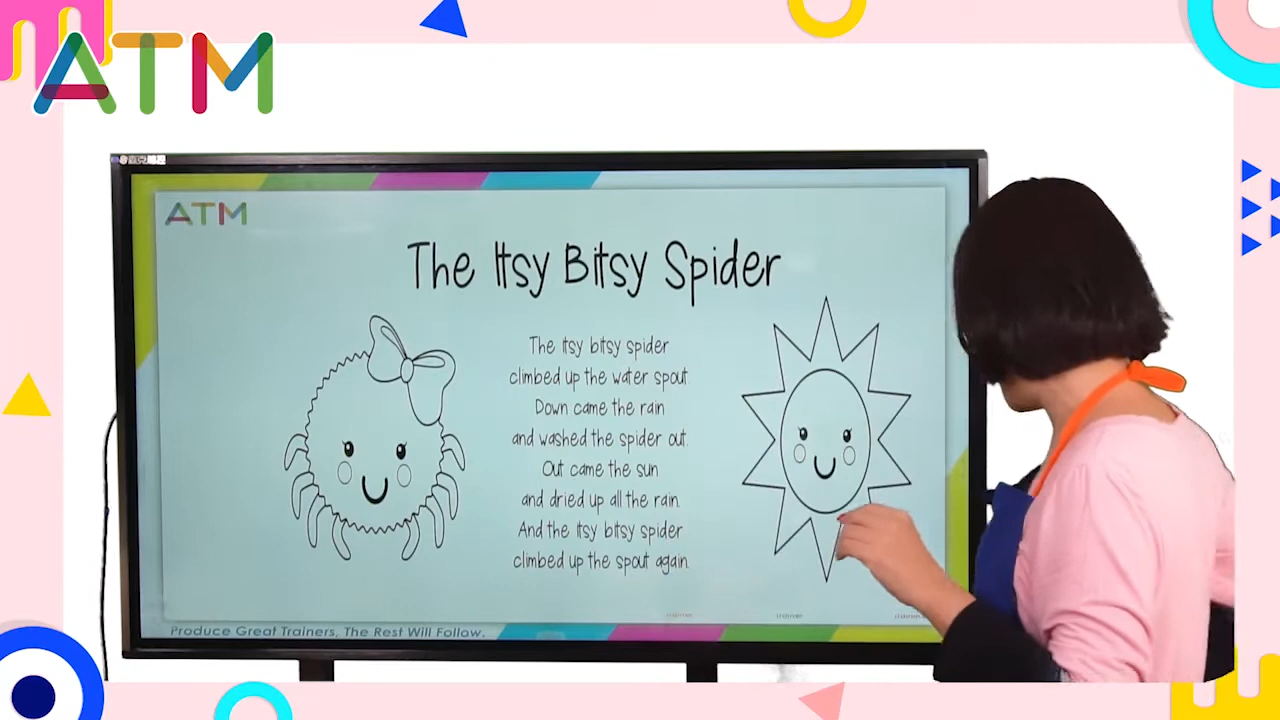 ATM
ATM
The Itsy Bitsy Spider
The itsy bitsy spider
climbed up the water spout.
Down came the rain
and washed the spider out.
Out came the sun
and dried up all the rain.
And the itsy bitsy spider
climbed up the spout again.
Produce Great Trainers, The Rest Will Follow.